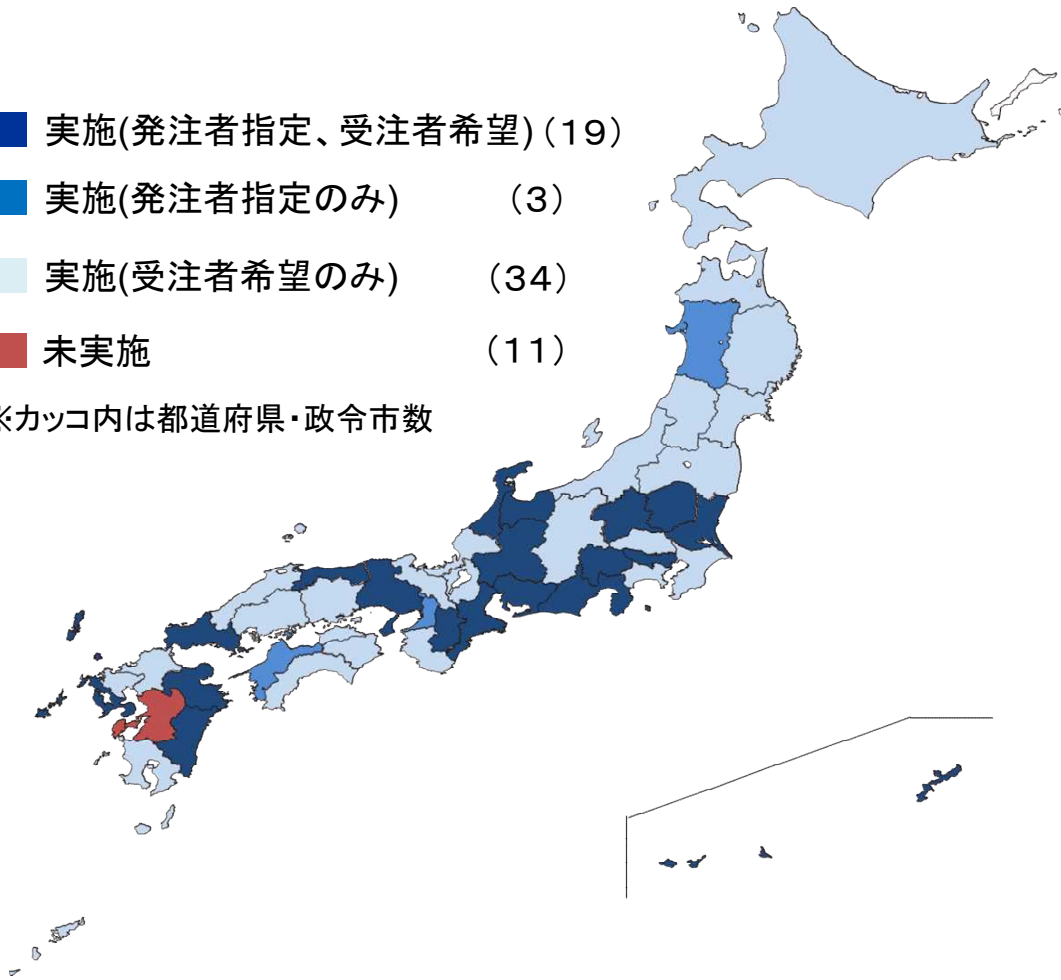 実施(発注者指定、受注者希望)(19)
実施(発注者指定のみ) (3)
実施(受注者希望のみ) (34)
未実施 (11)
※カッコ内は都道府県・政令市数